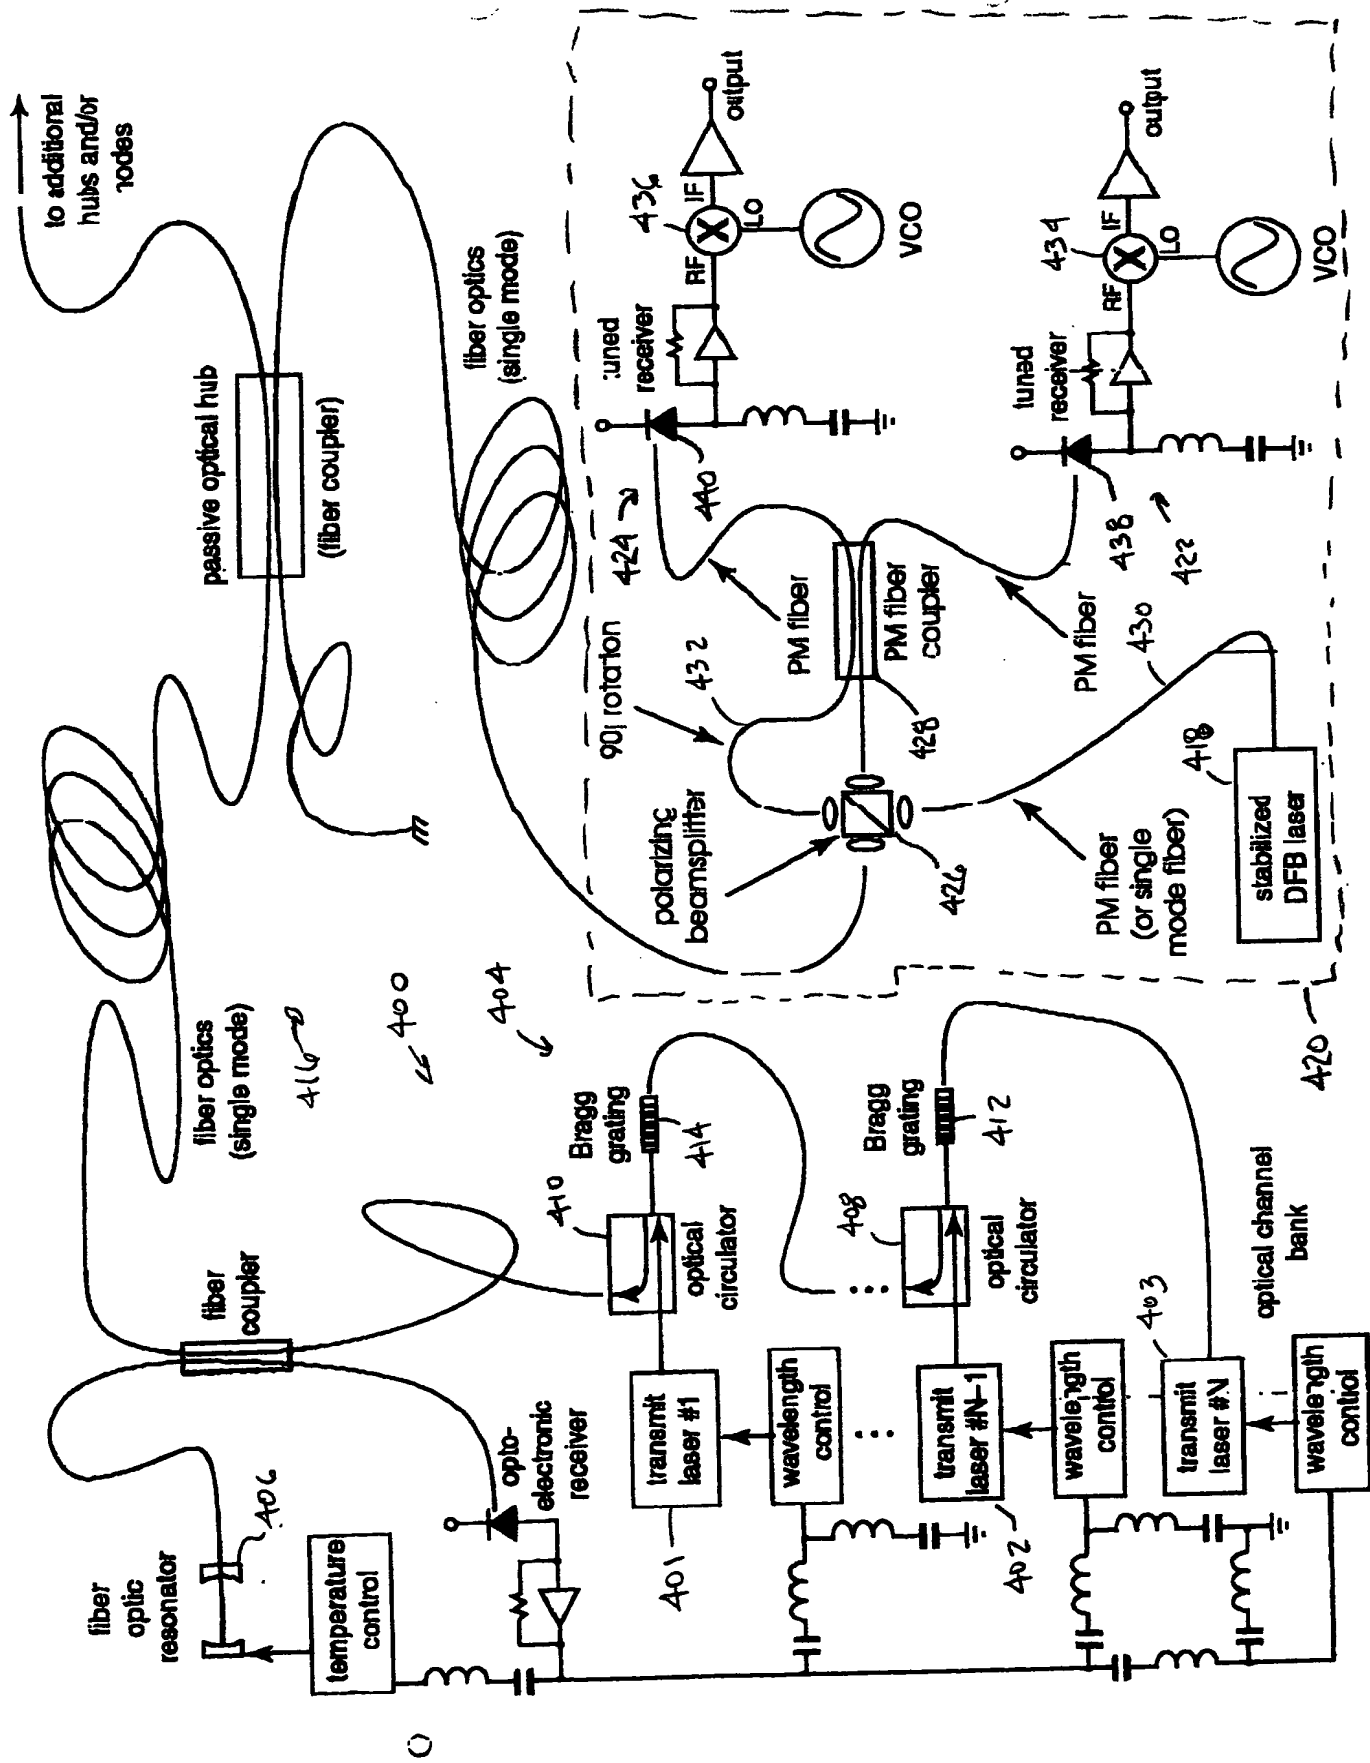 to additional
hubs and/or
nodes
passive optical hub
(fiber coupler)
fiber optics
(single mode)
416
400
404
fiber optics
(single mode)
fiber
coupler
fiber
optic
resonator
406
temperature
control
opto-
electronic
receiver
410
Bragg
grating
414
optical
circulator
transmit
laser #1
401
wavelength
control
408
Bragg
grating
412
optical
circulator
transmit
laser #N-1
402
wavelength
control
403
transmit
laser #N
wavelength
control
optical channel
bank
424
:uned
receiver
440
RF
IF
LO
436
output
VCO
90¡ rotation
432
PM fiber
PM fiber
coupler
428
polarizing
beamsplitter
426
438
422
tuned
receiver
RF
IF
LO
434
output
VCO
PM fiber
430
PM fiber
(or single
mode fiber)
418
stabilized
DFB laser
420